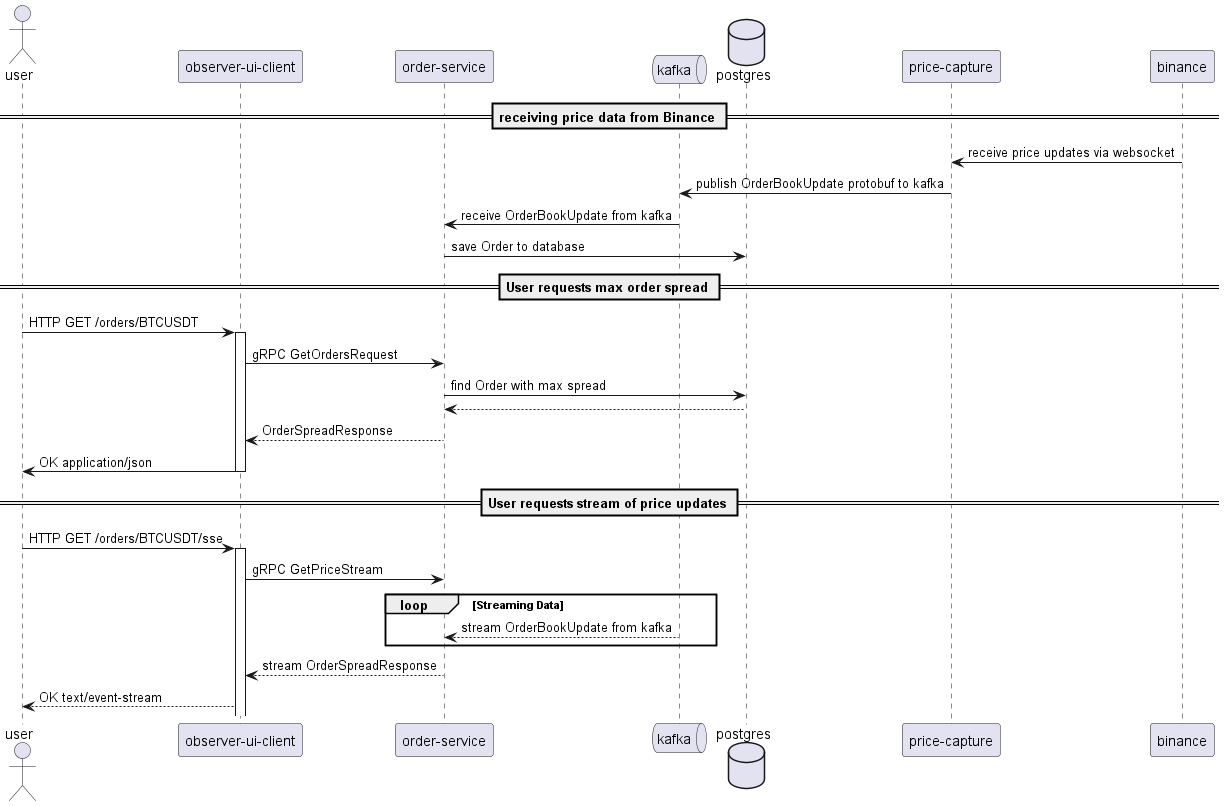 user
observer-ui-client
order-service
kafka
postgres
price-capture
binance
receiving price data from Binance
receive price updates via websocket
publish OrderBookUpdate protobuf to kafka
receive OrderBookUpdate from kafka
save Order to database
User requests max order spread
HTTP GET /orders/BTCUSDT
gRPC GetOrdersRequest
find Order with max spread
OrderSpreadResponse
OK application/json
User requests stream of price updates
HTTP GET /orders/BTCUSDT/sse
gRPC GetPriceStream
loop
[Streaming Data]
stream OrderBookUpdate from kafka
stream OrderSpreadResponse
OK text/event-stream
user
observer-ui-client
order-service
kafka
postgres
price-capture
binance